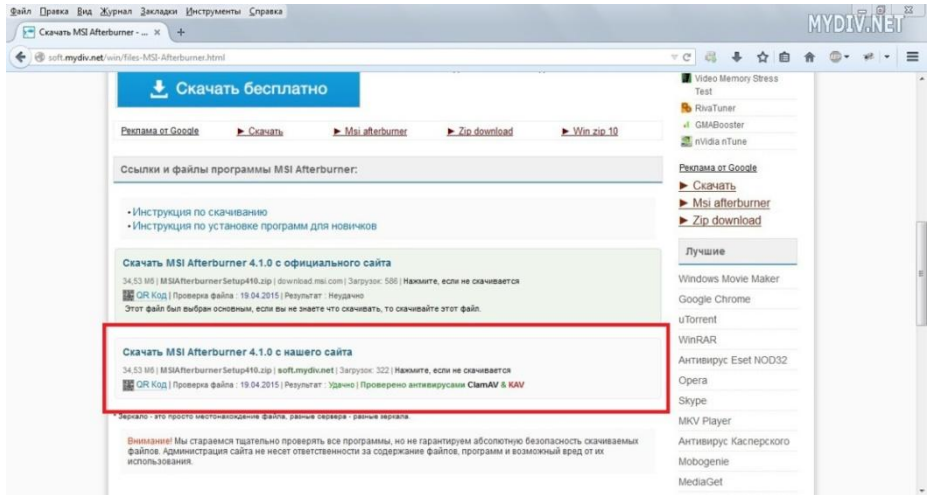 Файл Правка Вид Журнал Закладки Инструменты Справка
MYDIV.NET
Скачать MSI Afterburner - ... × +
soft.mydiv.net/win/files-MSI-Afterburner.html
Скачать бесплатно
Реклама от Google ► Скачать ► Msi afterburner ► Zip download ► Win zip 10
Ссылки и файлы программы MSI Afterburner:
• Инструкция по скачиванию
• Инструкция по установке программ для новичков
Скачать MSI Afterburner 4.1.0 с официального сайта
34,53 Мб | MSIAfterburnerSetup410.zip | download.msi.com | Загрузок: 586 | Нажмите, если не скачивается
QR Код | Проверка файла : 19.04.2015 | Результат : Неудачно
Этот файл был выбран основным, если вы не знаете что скачивать, то скачивайте этот файл.
Скачать MSI Afterburner 4.1.0 с нашего сайта
34,53 Мб | MSIAfterburnerSetup410.zip | soft.mydiv.net | Загрузок: 322 | Нажмите, если не скачивается
QR Код | Проверка файла : 19.04.2015 | Результат : Удачно | Проверено антивирусами ClamAV & KAV
* Зеркало - это просто местонахождение файла, разные сервера - разные зеркала.
Внимание! Мы стараемся тщательно проверять все программы, но не гарантируем абсолютную безопасность скачиваемых
файлов. Администрация сайта не несет ответственности за содержание файлов, программ и возможный вред от их
использования.
Video Memory Stress
Test
RivaTuner
GMABooster
nVidia nTune
Реклама от Google
► Скачать
► Msi afterburner
► Zip download
Лучшие
Windows Movie Maker
Google Chrome
uTorrent
WinRAR
Антивирус Eset NOD32
Opera
Skype
MKV Player
Антивирус Касперского
Mobogenie
MediaGet